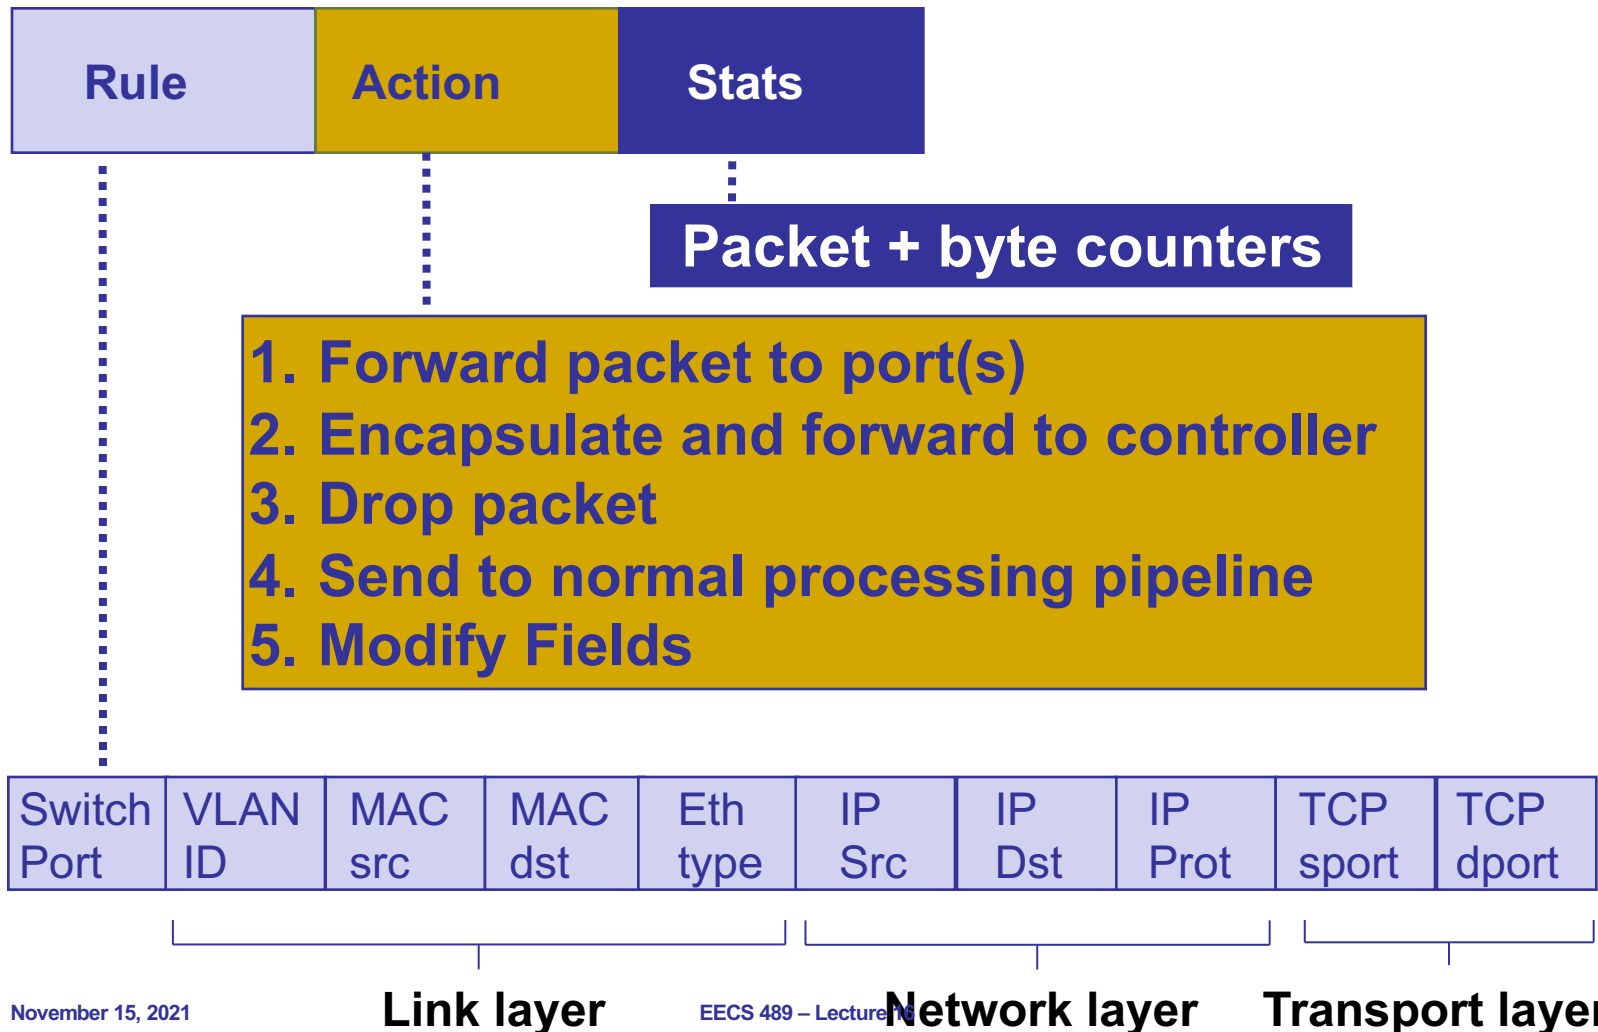 Rule Action Stats
Packet + byte counters
1. Forward packet to port(s)
2. Encapsulate and forward to controller
3. Drop packet
4. Send to normal processing pipeline
5. Modify Fields
Switch VLAN MAC MAC Eth IP IP IP TCP TCP
Port ID src dst type Src Dst Prot sport dport
Link layer Network layer Transport layer
November 15, 2021 EECS 489 – Lecture 16